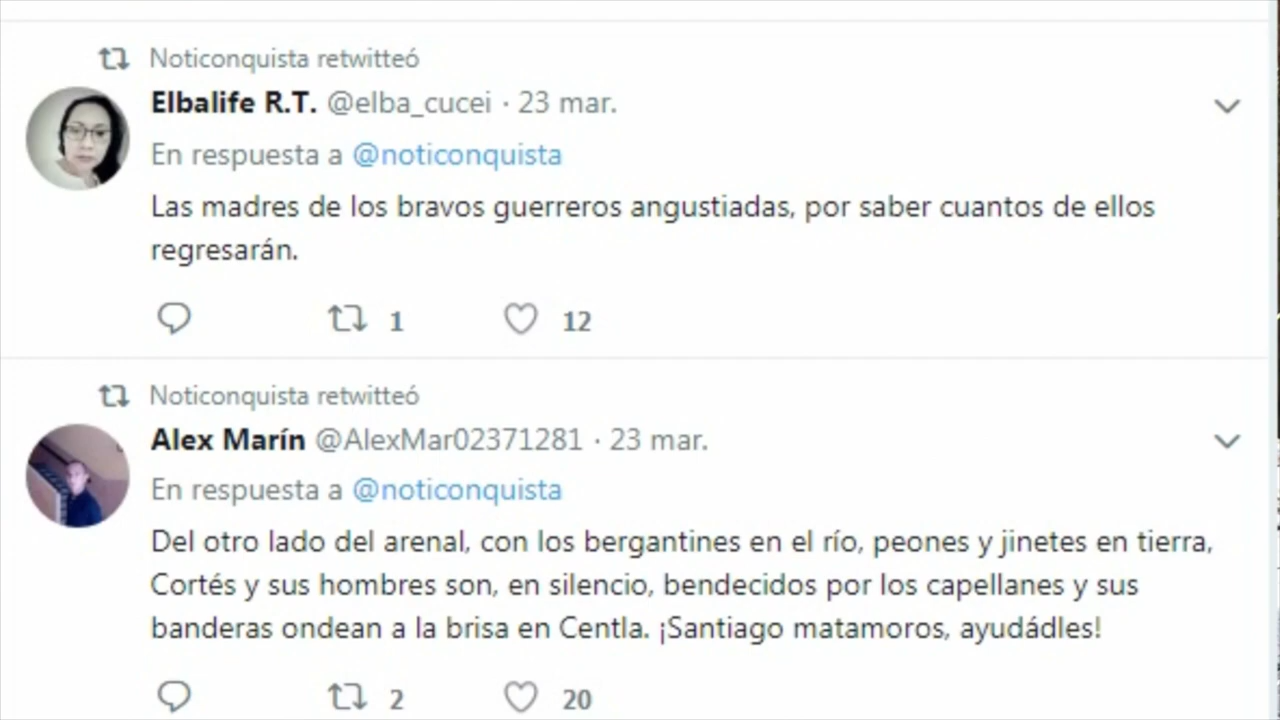 Noticonquista retwitteó
Elbalife R.T. @elba_cucei · 23 mar.
En respuesta a @noticonquista
Las madres de los bravos guerreros angustiadas, por saber cuantos de ellos
regresarán.
1 12
Noticonquista retwitteó
Alex Marín @AlexMar02371281 · 23 mar.
En respuesta a @noticonquista
Del otro lado del arenal, con los bergantines en el río, peones y jinetes en tierra,
Cortés y sus hombres son, en silencio, bendecidos por los capellanes y sus
banderas ondean a la brisa en Centla. ¡Santiago matamoros, ayudádles!
2 20